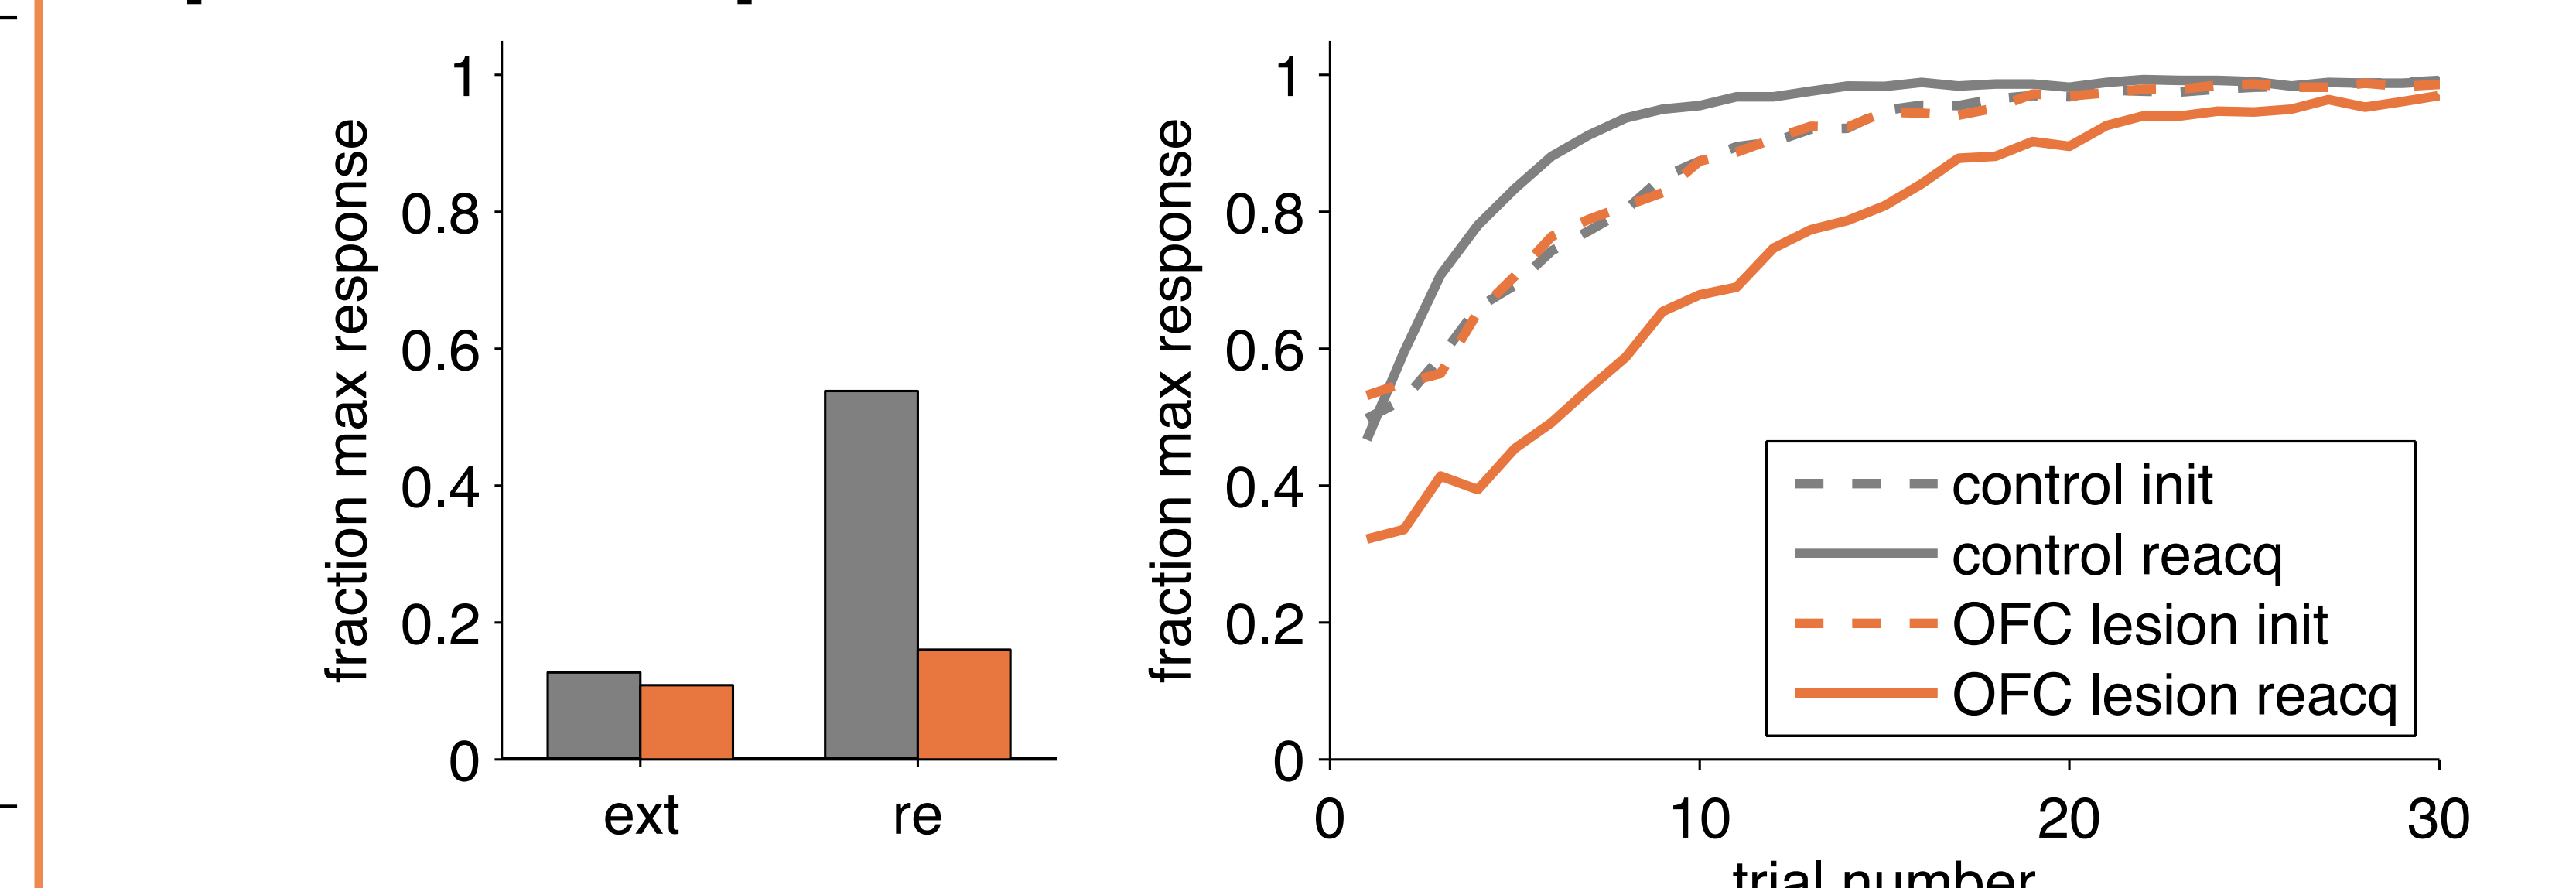 fraction max response
1
0.8
0.6
0.4
0.2
0
ext re
fraction max response
1
0.8
0.6
0.4
0.2
0
control init
control reacq
OFC lesion init
OFC lesion reacq
0 10 20 30
trial number